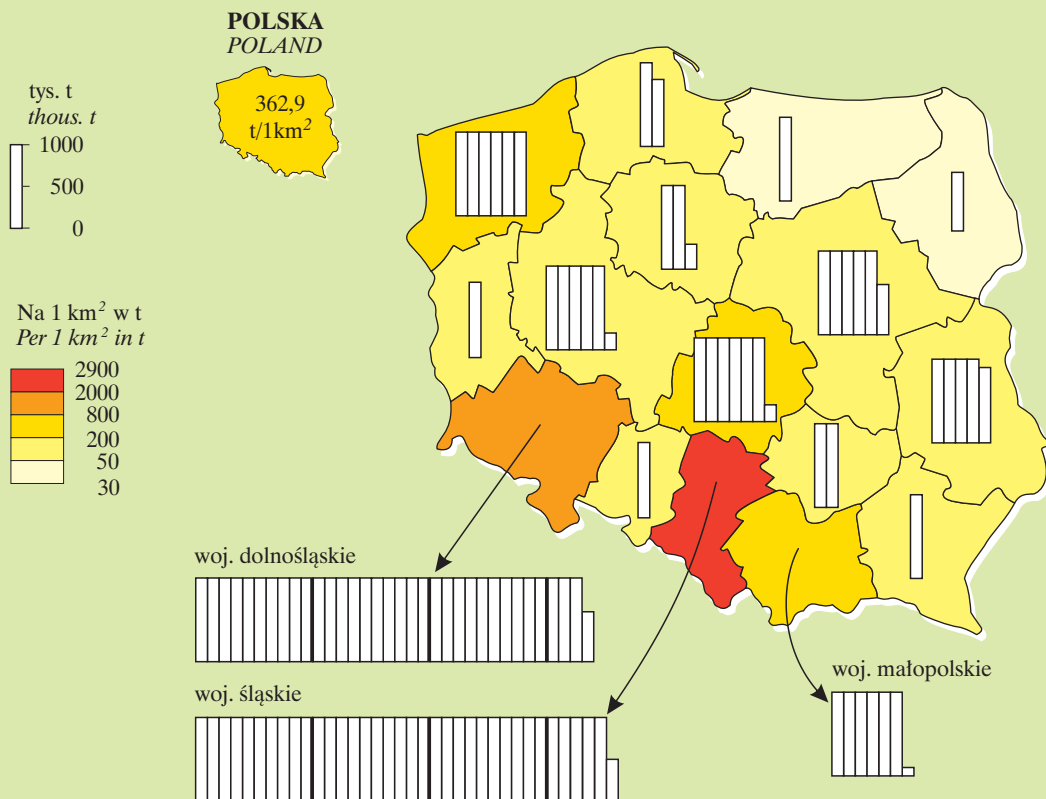 POLSKA
POLAND
362,9
t/1km²
tys. t
thous. t
1000
500
0
Na 1 km² w t
Per 1 km² in t
2900
2000
800
200
50
30
woj. dolnośląskie
woj. śląskie
woj. małopolskie